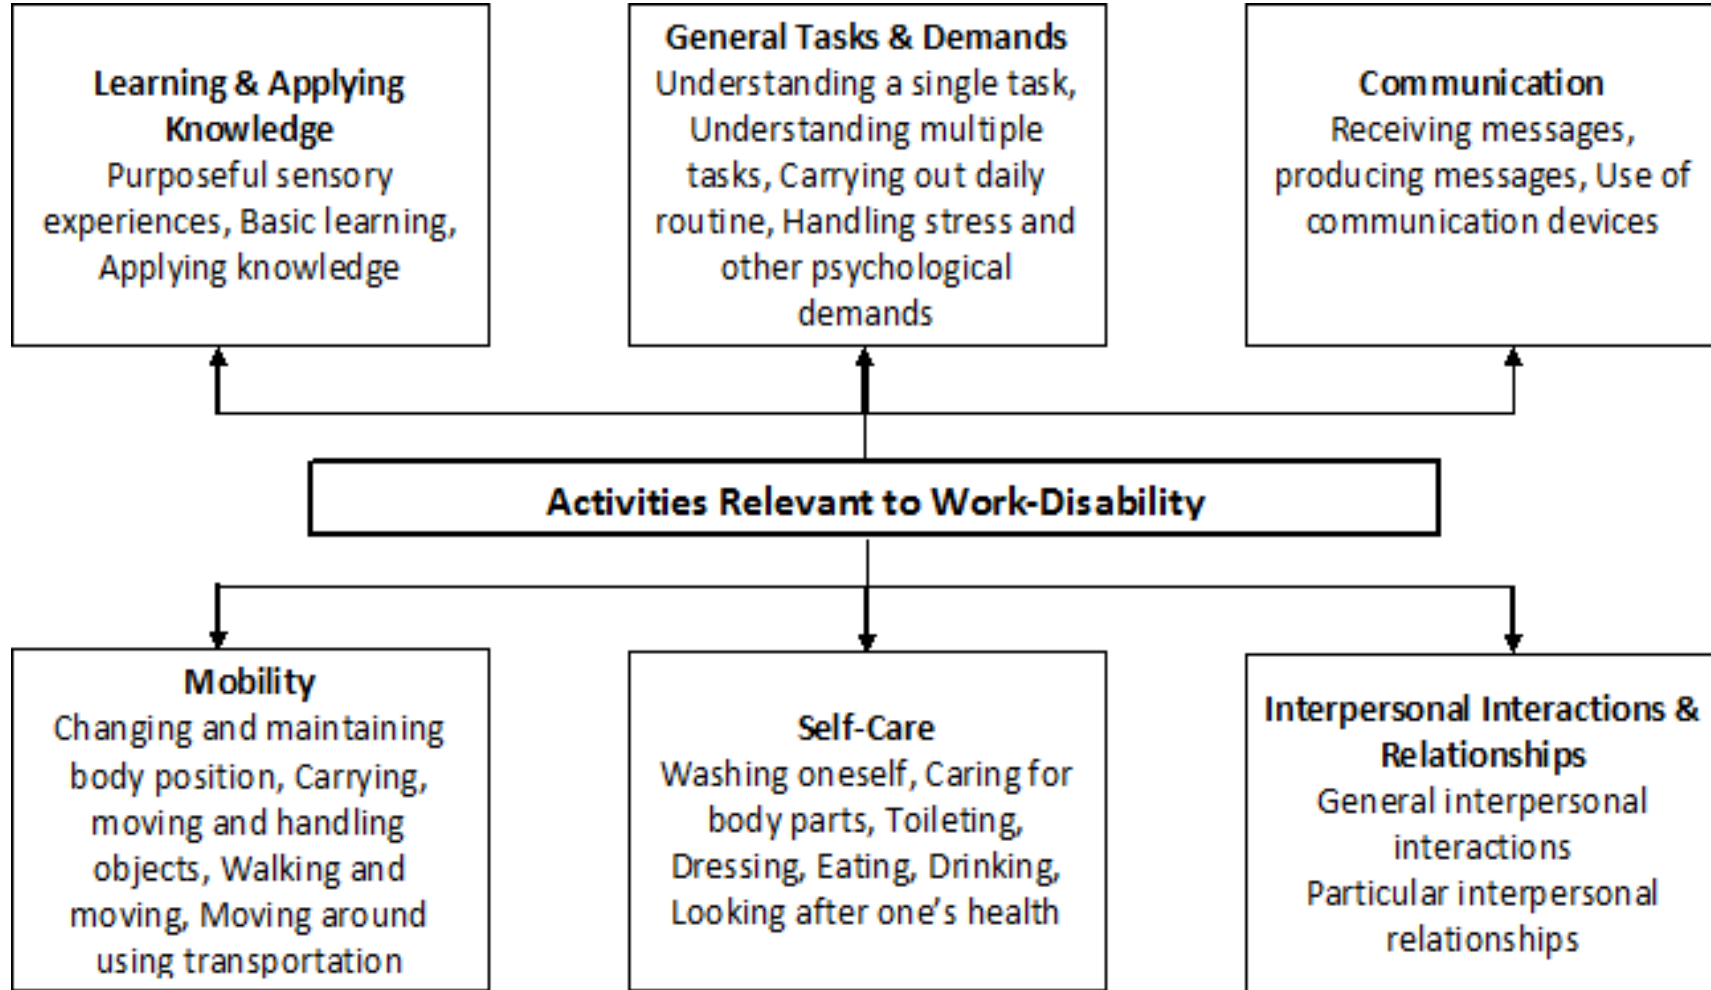 Learning & Applying
Knowledge
Purposeful sensory
experiences, Basic learning,
Applying knowledge
General Tasks & Demands
Understanding a single task,
Understanding multiple
tasks, Carrying out daily
routine, Handling stress and
other psychological
demands
Communication
Receiving messages,
producing messages, Use of
communication devices
Activities Relevant to Work-Disability
Mobility
Changing and maintaining
body position, Carrying,
moving and handling
objects, Walking and
moving, Moving around
using transportation
Self-Care
Washing oneself, Caring for
body parts, Toileting,
Dressing, Eating, Drinking,
Looking after one’s health
Interpersonal Interactions &
Relationships
General interpersonal
interactions
Particular interpersonal
relationships